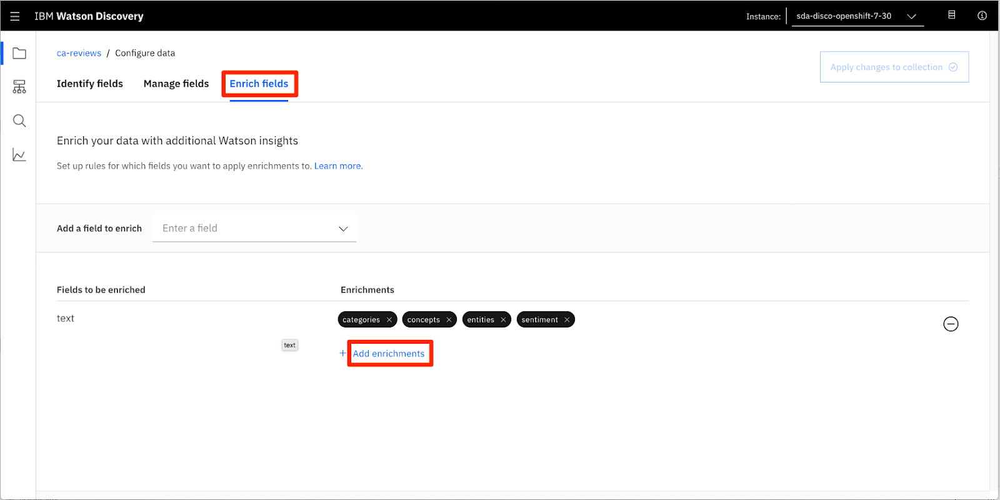 IBM Watson Discovery
Instance:
sda-disco-openshift-7-30
ca-reviews / Configure data
Apply changes to collection
Identify fields
Manage fields
Enrich fields
Enrich your data with additional Watson insights
Set up rules for which fields you want to apply enrichments to. Learn more.
Add a field to enrich
Enter a field
Fields to be enriched
Enrichments
text
categories ×
concepts ×
entities ×
sentiment ×
text
+ Add enrichments